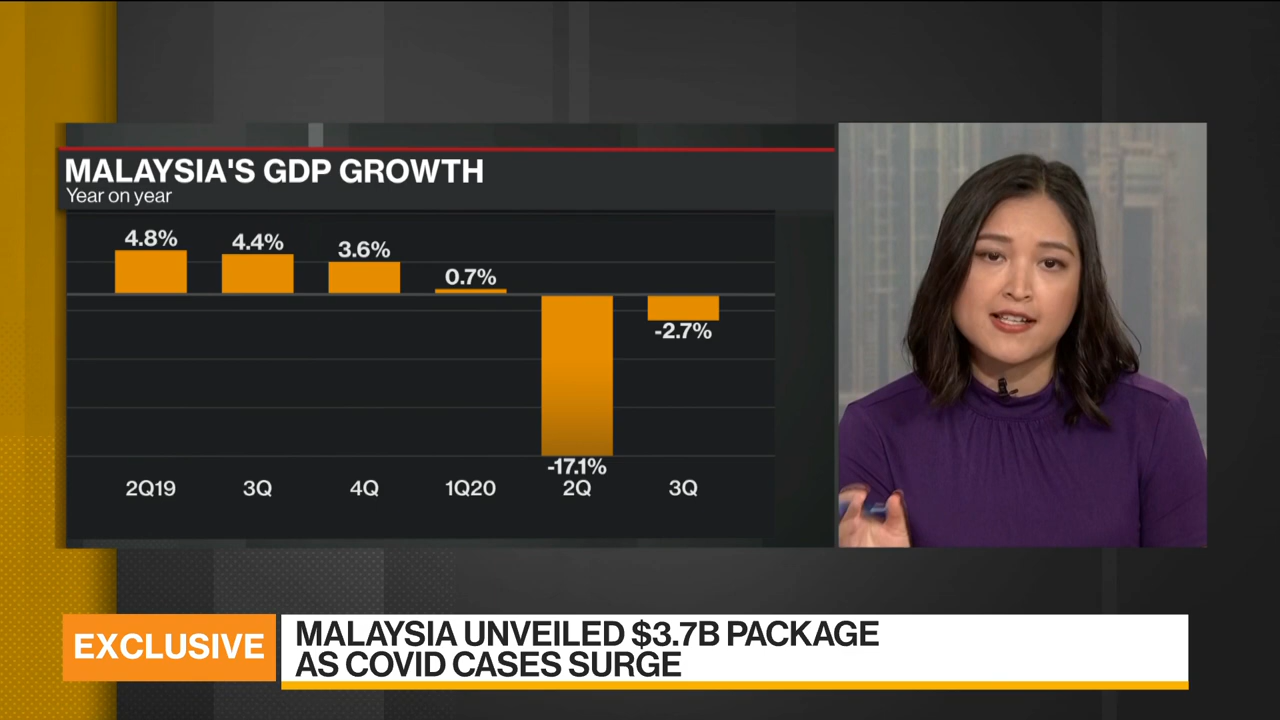 MALAYSIA'S GDP GROWTH
Year on year
4.8%
4.4%
3.6%
0.7%
-17.1%
-2.7%
2Q19
3Q
4Q
1Q20
2Q
3Q
EXCLUSIVE
MALAYSIA UNVEILED $3.7B PACKAGE
AS COVID CASES SURGE